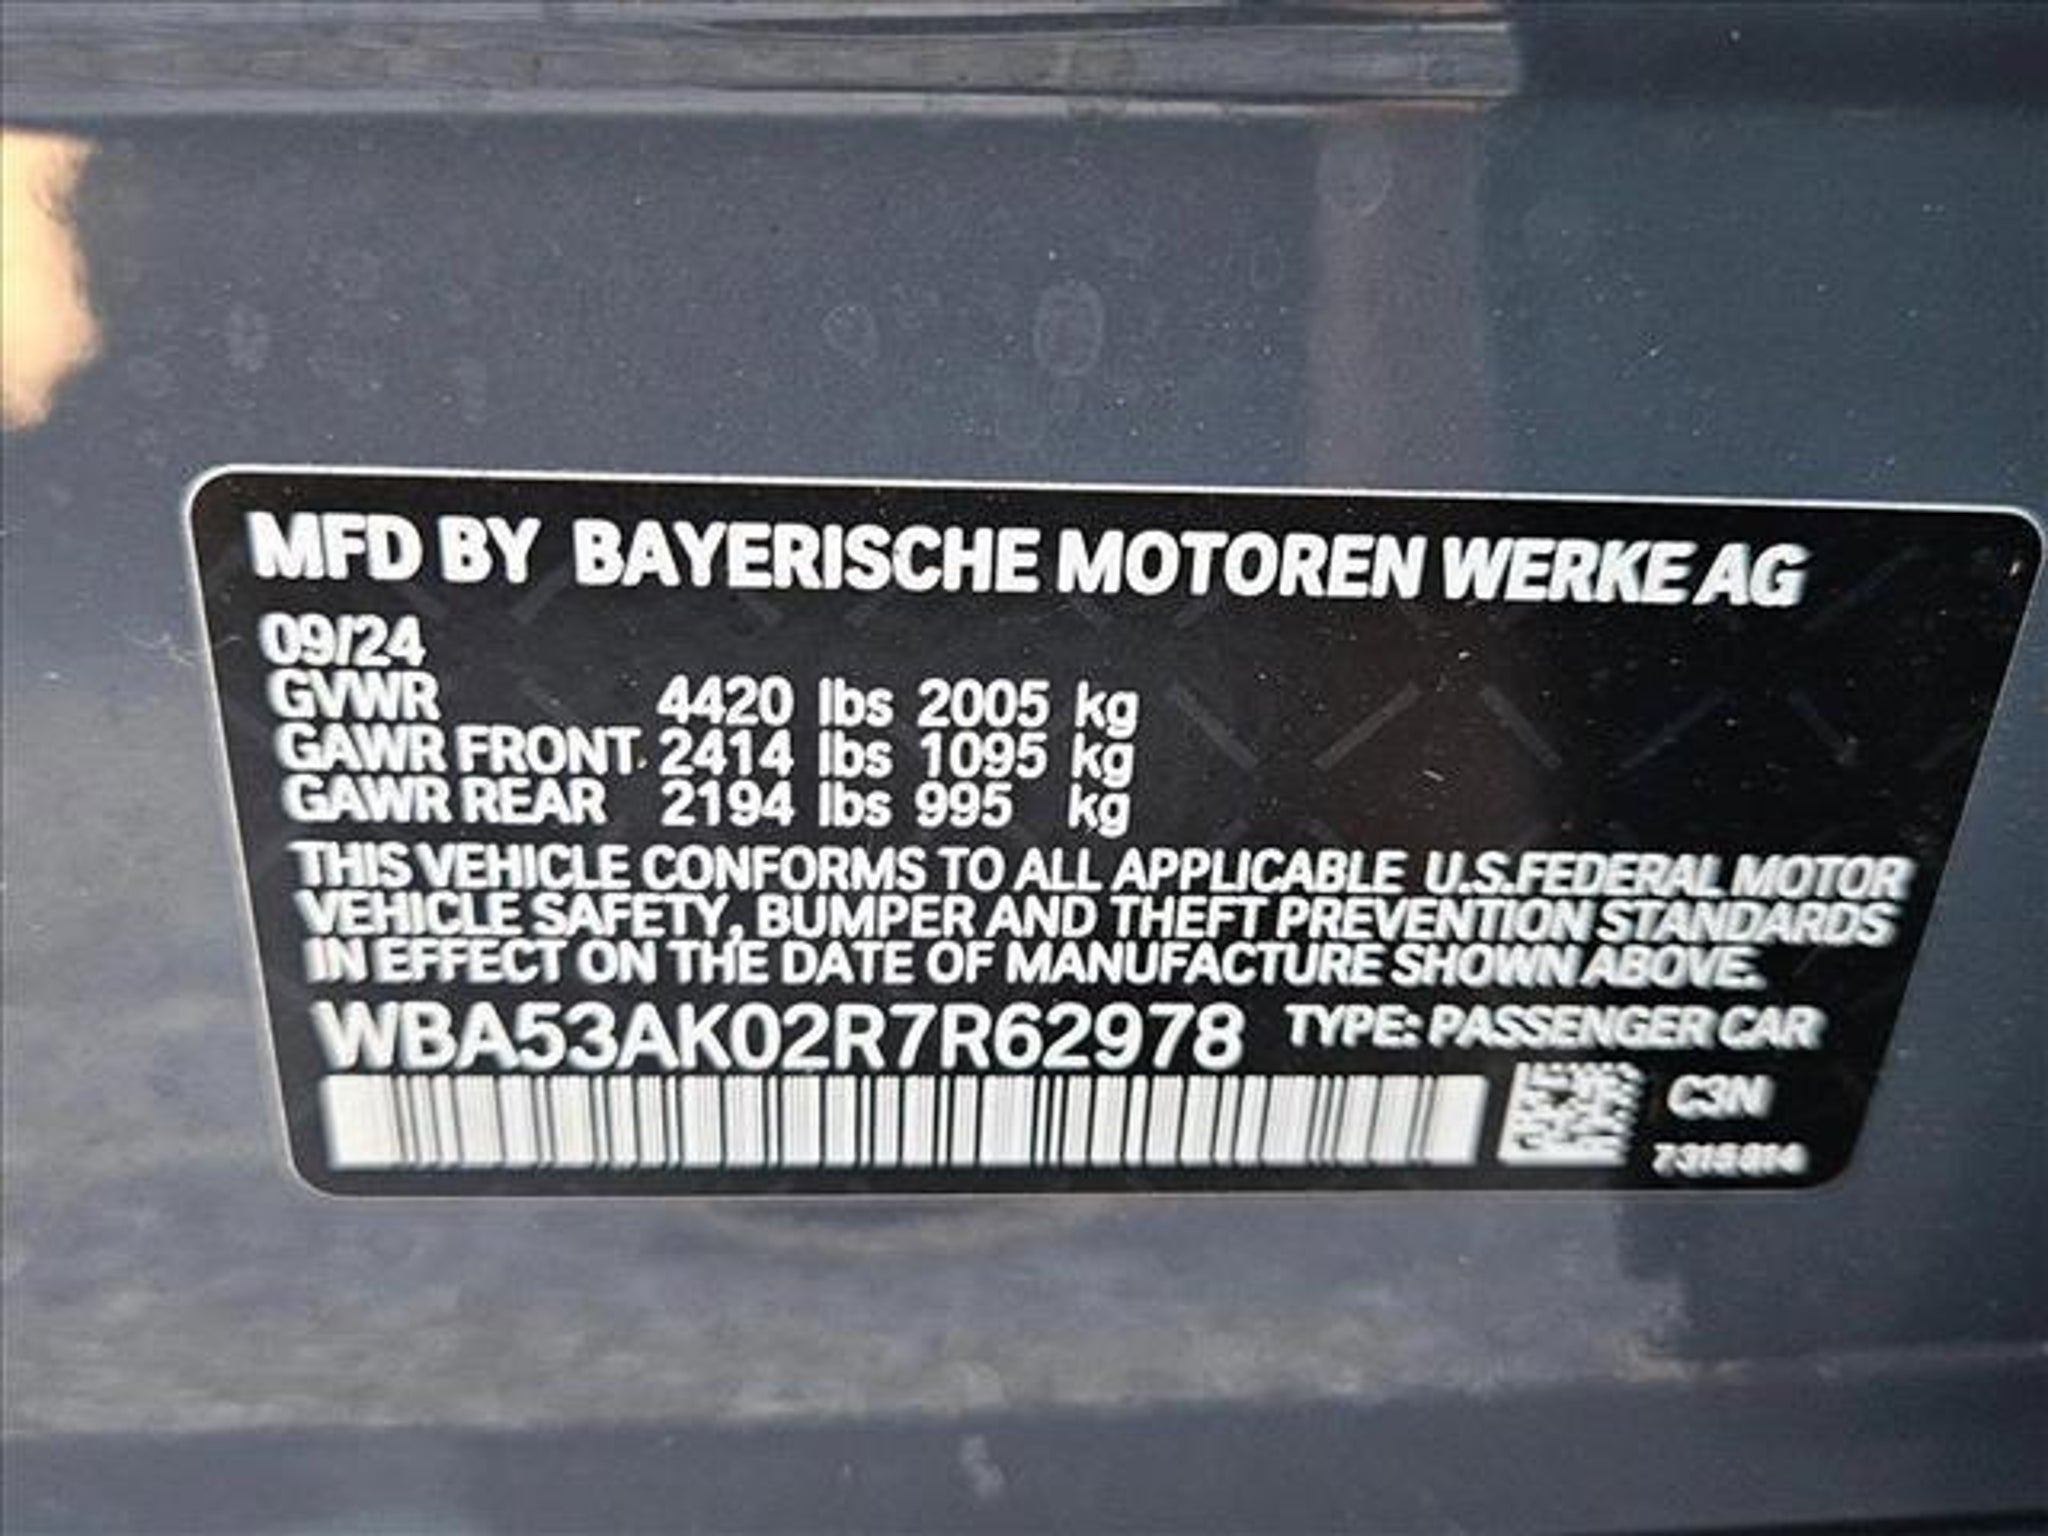 MFD BY BAYERISCHE MOTOREN WERKE AG
09/24
GVWR 4420 lbs 2005 kg
GAWR FRONT 2414 lbs 1095 kg
GAWR REAR 2194 lbs 995 kg
THIS VEHICLE CONFORMS TO ALL APPLICABLE U.S.FEDERAL MOTOR
VEHICLE SAFETY, BUMPER AND THEFT PREVENTION STANDARDS
IN EFFECT ON THE DATE OF MANUFACTURE SHOWN ABOVE.
WBA53AK02R7R62978 TYPE: PASSENGER CAR
C3N